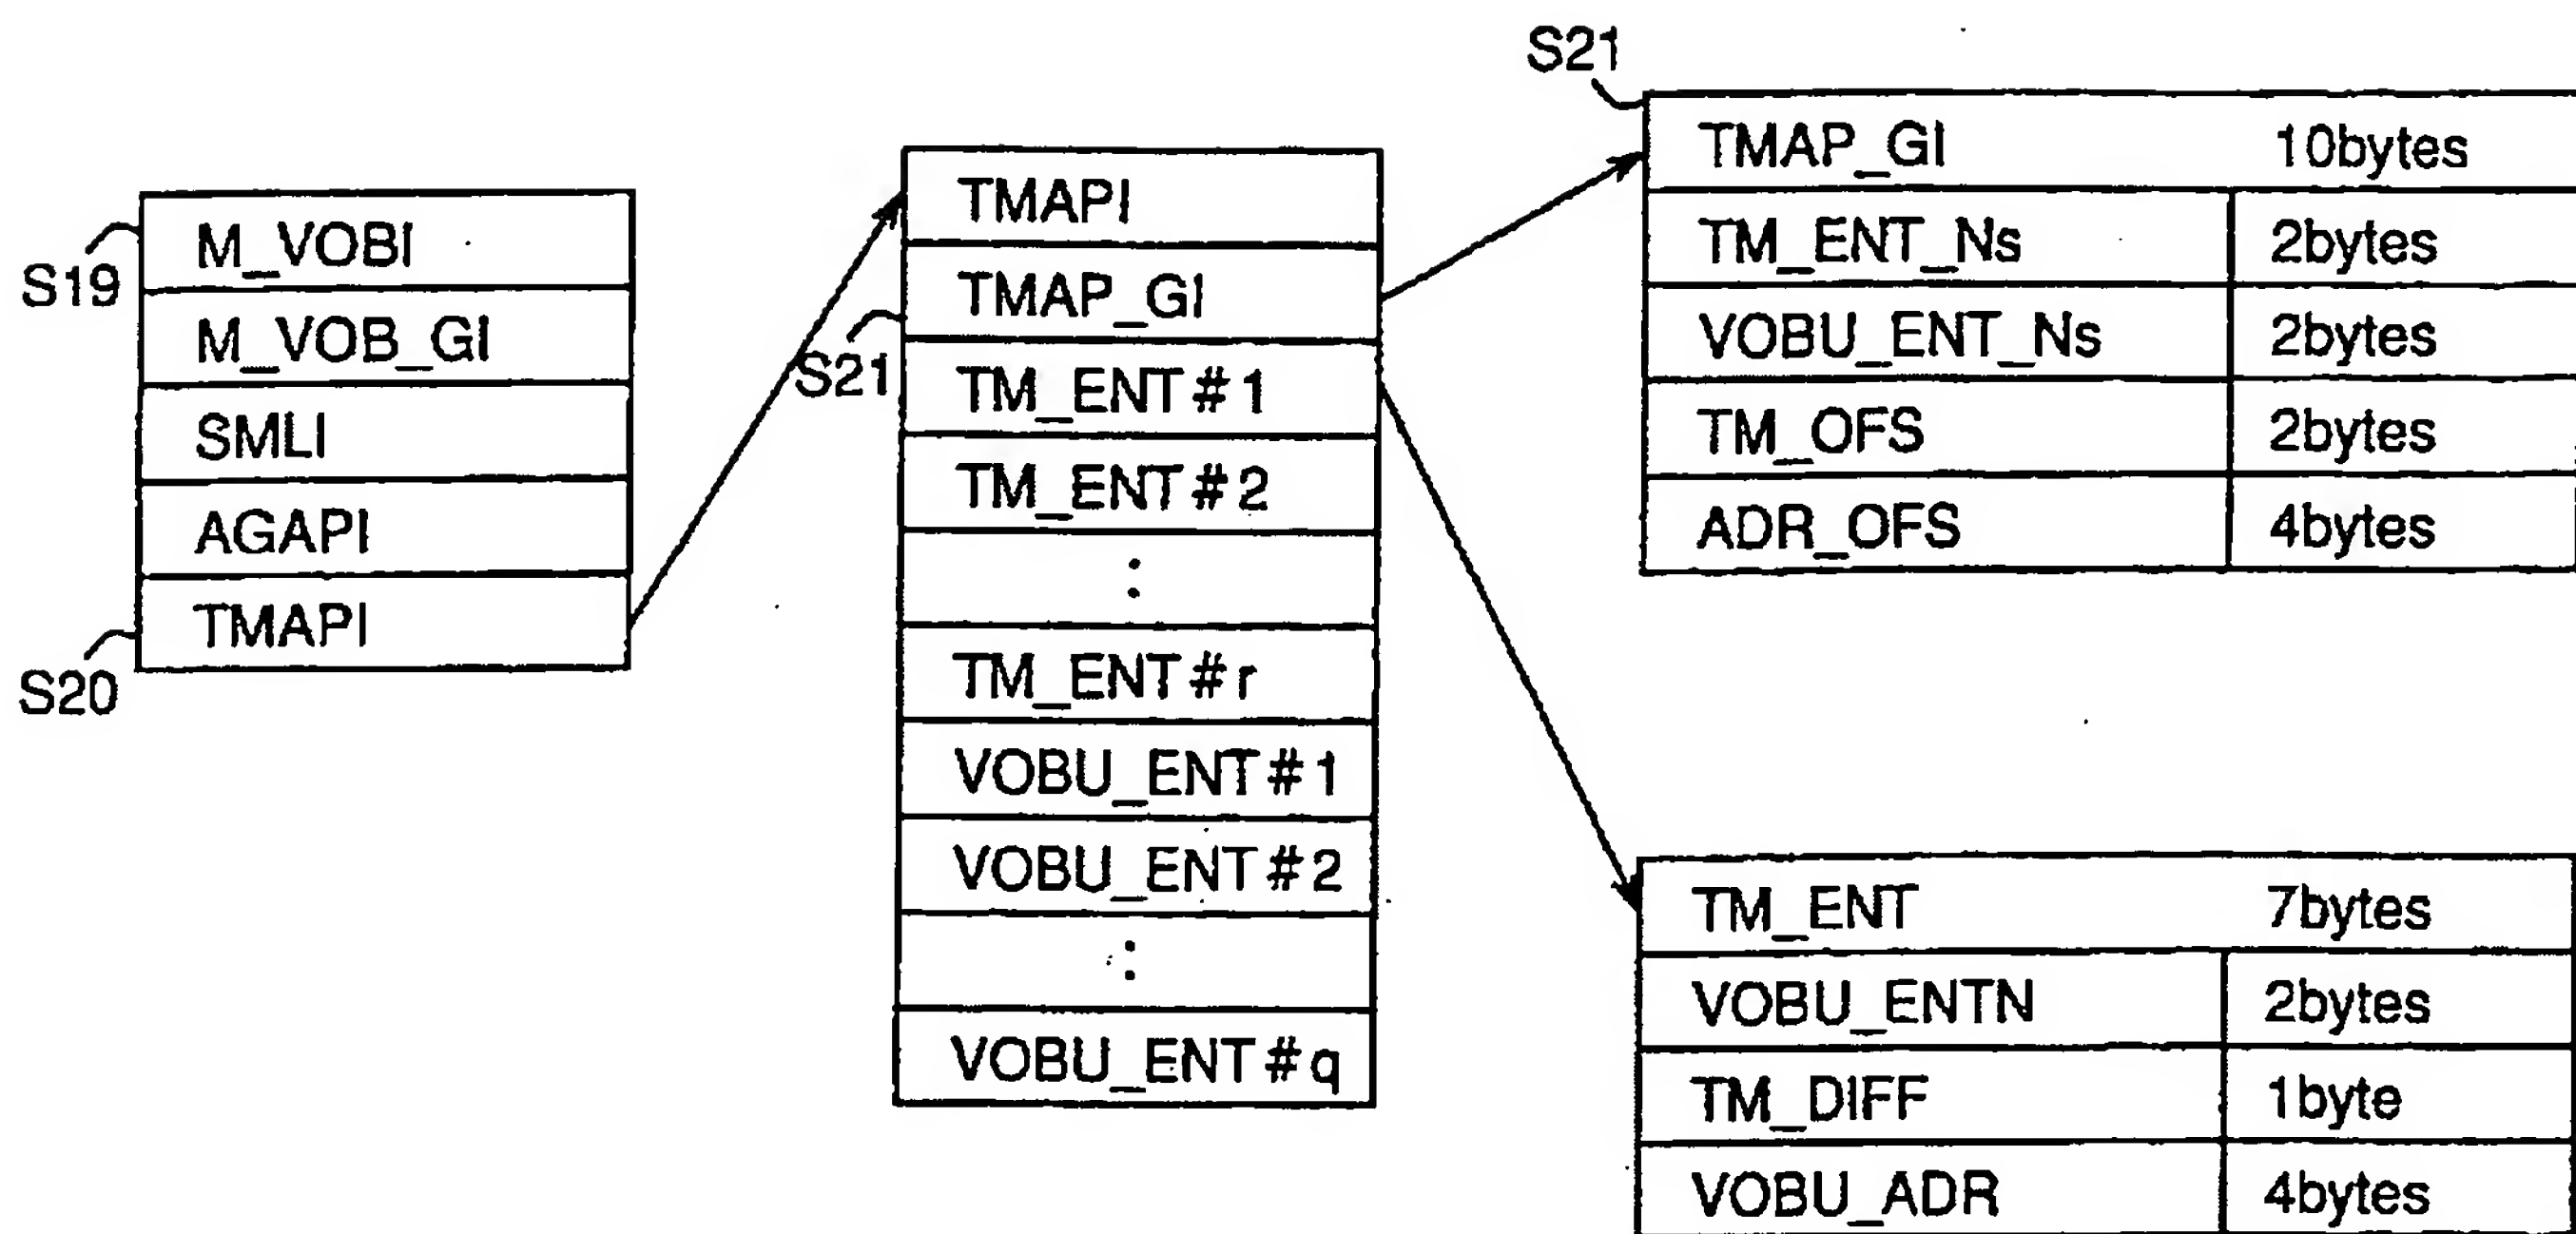 S19
M_VOBI
M_VOB_GI
SMLI
AGAPI
TMAPI
S20
TMAPI
TMAP_GI
S21
TM_ENT#1
TM_ENT#2
:
TM_ENT#r
VOBU_ENT#1
VOBU_ENT#2
:
VOBU_ENT#q
S21
TMAP_GI 10bytes
TM_ENT_Ns 2bytes
VOBU_ENT_Ns 2bytes
TM_OFS 2bytes
ADR_OFS 4bytes
TM_ENT 7bytes
VOBU_ENTN 2bytes
TM_DIFF 1byte
VOBU_ADR 4bytes